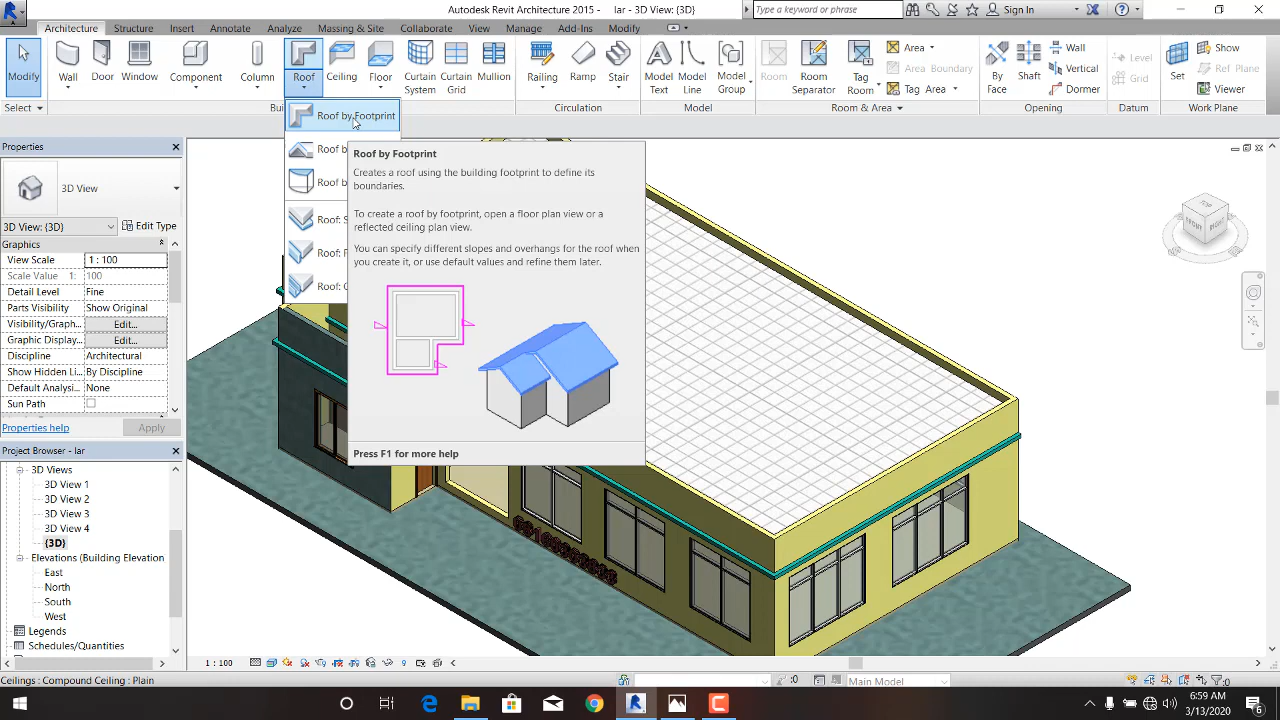 Autodesk Revit Architecture 2015 - lar - 3D View: {3D}
Type a keyword or phrase
Sign In
Architecture Structure Insert Annotate Analyze Massing & Site Collaborate View Manage Add-Ins Modify
Modify
Wall
Door
Window
Component
Column
Roof
Ceiling
Floor
Curtain System
Curtain Grid
Mullion
Railing
Ramp
Stair
Model Text
Model Line
Model Group
Room
Room Separator
Tag Room
Area
Area Boundary
Tag Area
By Face
Shaft
Wall
Vertical
Dormer
Level
Grid
Set
Show
Ref Plane
Viewer
Select
Circulation
Model
Room & Area
Opening
Datum
Work Plane
Roof by Footprint
Roof b
Roof b
Roof: S
Roof: F
Roof: G
Roof by Footprint
Creates a roof using the building footprint to define its
boundaries.
To create a roof by footprint, open a floor plan view or a
reflected ceiling plan view.
You can specify different slopes and overhangs for the roof when
you create it, or use default values and refine them later.
Press F1 for more help
Properties
3D View
3D View: {3D}
Edit Type
Graphics
View Scale 1 : 100
Scale Value 1: 100
Detail Level Fine
Parts Visibility Show Original
Visibility/Graph... Edit...
Graphic Display... Edit...
Discipline Architectural
Show Hidden Li... By Discipline
Default Analysi... None
Sun Path
Properties help
Apply
Project Browser - lar
3D Views
3D View 1
3D View 2
3D View 3
3D View 4
{3D}
Elevations (Building Elevation
East
North
South
West
Legends
Schedules/Quantities
1 : 100
Ceilings : Compound Ceiling : Plain
:0
Main Model
:0
6:59 AM
3/13/2020
6